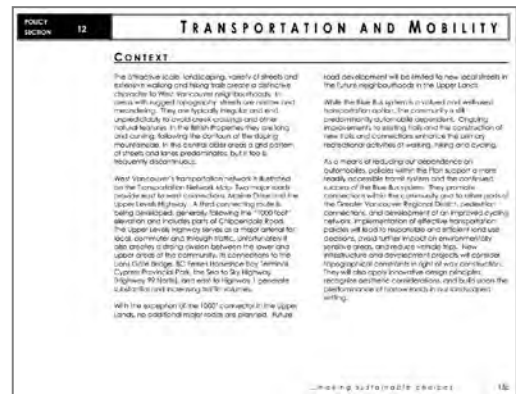 POLICY
SECTION 12
TRANSPORTATION AND MOBILITY
CONTEXT
The attractive scale, landscaping, variety of streets and
extensive walking and hiking trails create a distinctive
character to West Vancouver neighbourhoods. In
areas with rugged topography streets are narrow and
meandering. They are typically irregular and end
unpredictably to avoid creek crossings and other
natural features. In the British Properties they are long
and curving, following the contours of the sloping
mountainside. In the central older areas a grid pattern
of streets and lanes predominates, but it too is
frequently discontinuous.
West Vancouver's transportation network is illustrated
on the Transportation Network Map. Two major roads
provide east to west connections, Marine Drive and the
Upper Levels Highway. A third connecting route is
being developed, generally following the "1000 foot"
elevation and includes parts of Chippendale Road.
The Upper Levels Highway serves as a major arterial for
local, commuter and through traffic. Unfortunately it
also creates a strong division between the lower and
upper areas of the community. Its connections to the
Lions Gate Bridge, BC Ferries Horseshoe Bay Terminal,
Cypress Provincial Park, the Sea to Sky Highway
(Highway 99 North), and east to Highway 1 generate
substantial and increasing traffic volumes.
With the exception of the 1000' connector in the Upper
Lands, no additional major roads are planned. Future
road development will be limited to new local streets in
the future neighbourhoods in the Upper Lands.
While the Blue Bus system is a valued and well-used
transportation option, the community is still
predominantly automobile dependent. Ongoing
improvements to existing trails and the construction of
new trails and connections enhance the primary
recreational activities of walking, hiking and cycling.
As a means of reducing our dependence on
automobiles, policies within the Plan support a more
readily accessible transit system and the continued
success of the Blue Bus system. They promote
connections within the community and to other parts of
the Greater Vancouver Regional District, pedestrian
connections, and development of an improved cycling
network. Implementation of effective transportation
policies will lead to responsible and efficient land use
decisions, avoid further impact on environmentally
sensitive areas, and reduce vehicle trips. New
infrastructure and development projects will consider
topographical constraints in right of way construction.
They will also apply innovative design principles,
recognize aesthetic considerations, and build upon the
predominance of narrow roads in our landscaped
setting.
...making sustainable choices